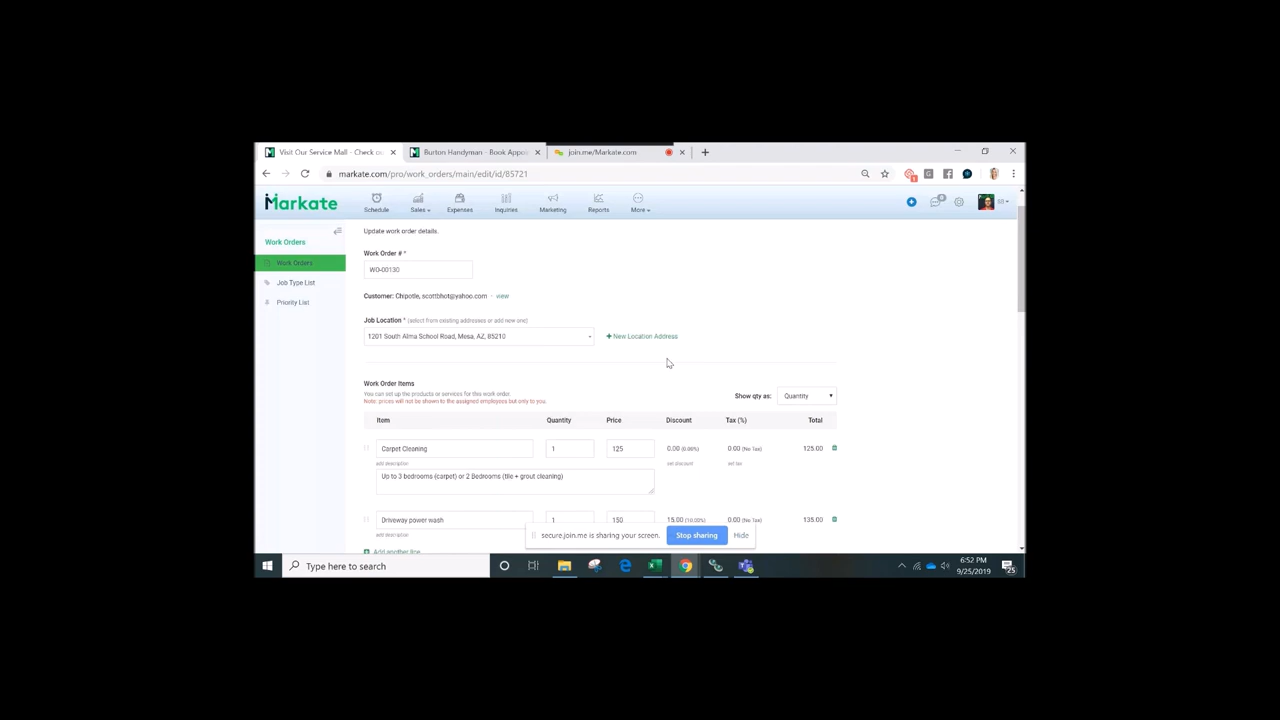 Visit Our Service Mall - Check ou
Burton Handyman - Book Appoi
join.me/Markate.com
markate.com/pro/work_orders/main/edit/id/85721
Markate
Schedule
Sales
Expenses
Inquiries
Marketing
Reports
More
Work Orders
Work Orders
Job Type List
Priority List
Update work order details.
Work Order # *
WO-00130
Customer: Chipotle, scottbhot@yahoo.com - view
Job Location * (select from existing addresses or add new one)
1201 South Alma School Road, Mesa, AZ, 85210
+ New Location Address
Work Order Items
You can set up the products or services for this work order.
Note: prices will not be shown to the assigned employees but only to you.
Show qty as: Quantity
Item Quantity Price Discount Tax (%) Total
Carpet Cleaning 1 125 0.00 (0.00%) 0.00 (No Tax) 125.00
add description set discount set tax
Up to 3 bedrooms (carpet) or 2 Bedrooms (tile + grout cleaning)
Driveway power wash 1 150 15.00 (10.00%) 0.00 (No Tax) 135.00
add description
Add another line
secure.join.me is sharing your screen. Stop sharing Hide
Type here to search
6:52 PM
9/25/2019
25